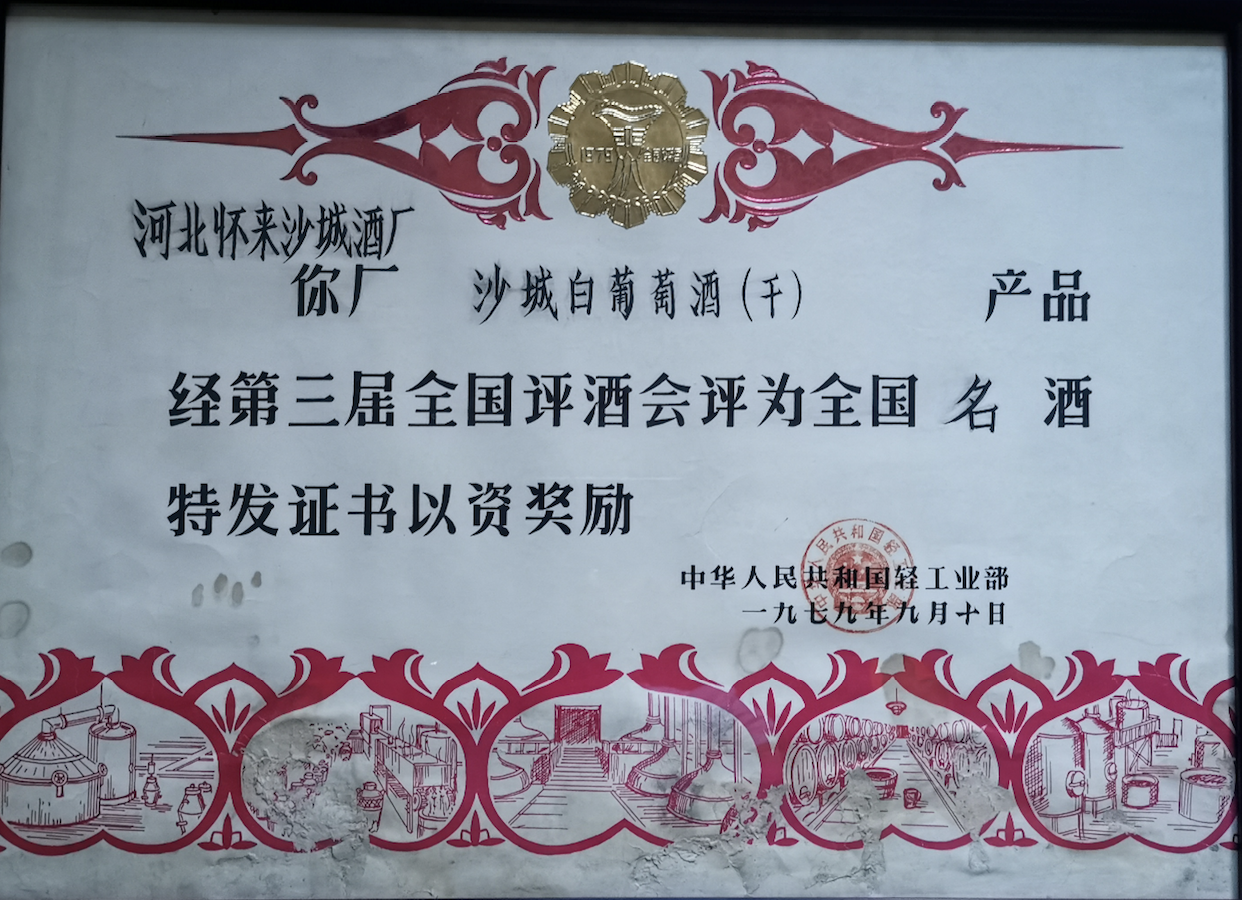 1979
河北怀来沙城酒厂
你厂 沙城白葡萄酒(干) 产品
经第三届全国评酒会评为全国 名 酒
特发证书以资奖励
中华人民共和国轻工业部
一九七九年九月十日